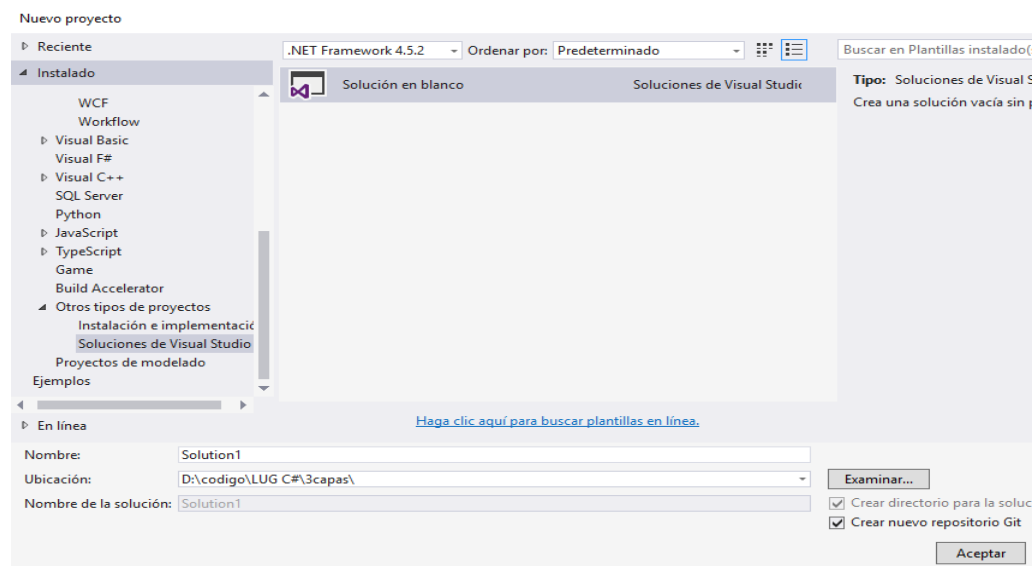 Nuevo proyecto
Reciente
.NET Framework 4.5.2 Ordenar por: Predeterminado
Buscar en Plantillas instalado(
Instalado
WCF
Workflow
Visual Basic
Visual F#
Visual C++
SQL Server
Python
JavaScript
TypeScript
Game
Build Accelerator
Otros tipos de proyectos
Instalación e implementació
Soluciones de Visual Studio
Proyectos de modelado
Ejemplos
En línea
Solución en blanco Soluciones de Visual Studio
Haga clic aquí para buscar plantillas en línea.
Tipo: Soluciones de Visual S
Crea una solución vacía sin p
Nombre: Solution1
Ubicación: D:\codigo\LUG C#\3capas\ Examinar...
Nombre de la solución: Solution1
Crear directorio para la soluc
Crear nuevo repositorio Git
Aceptar